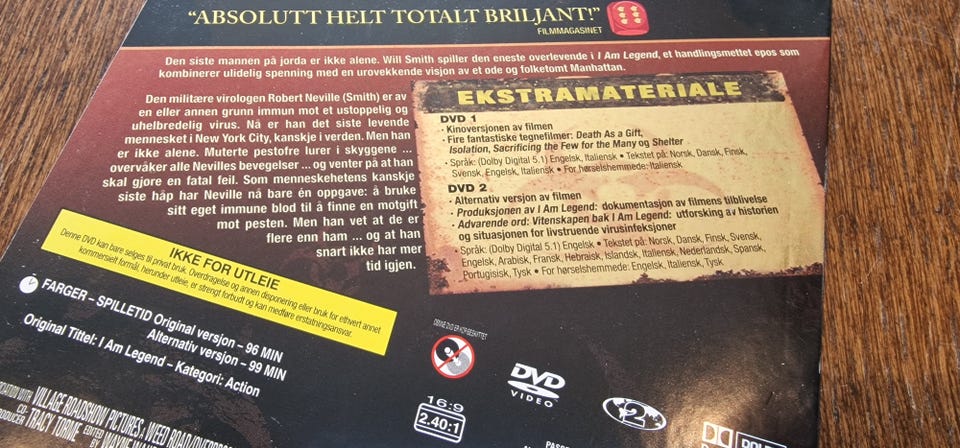 "ABSOLUTT HELT TOTALT BRILJANT!"
FILMMAGASINET
Den siste mannen på jorda er ikke alene. Will Smith spiller den eneste overlevende i I Am Legend, et handlingsmettet epos som
kombinerer ulidelig spenning med en urovekkende visjon av et ode og folketomt Manhattan.
Den militære virologen Robert Neville (Smith) er av
en eller annen grunn immun mot et ustoppelig og
uhelbredelig virus. Nå er han det siste levende
mennesket i New York City, kanskje i verden. Men han
er ikke alene. Muterte pestofre lurer i skyggene ...
overvåker alle Nevilles bevegelser ... og venter på at han
skal gjøre en fatal feil. Som menneskehetens kanskje
siste håp har Neville nå bare én oppgave: å bruke
sitt eget immune blod til å finne en motgift
mot pesten. Men han vet at de er
flere enn ham ... og at han
snart ikke har mer
tid igjen.
EKSTRAMATERIALE
DVD 1
• Kinoversjonen av filmen
• Fire fantastiske tegnefilmer: Death As a Gift,
Isolation, Sacrificing the Few for the Many og Shelter
• Språk: (Dolby Digital 5.1) Engelsk, Italiensk • Tekstet på: Norsk, Dansk, Finsk,
Svensk, Engelsk, Italiensk • For hørselshemmede: Italiensk
DVD 2
• Alternativ versjon av filmen
• Produksjonen av I Am Legend: dokumentasjon av filmens tilblivelse
• Advarende ord: Vitenskapen bak I Am Legend: utforsking av historien
og situasjonen for livstruende virusinfeksjoner
• Språk: (Dolby Digital 5.1) Engelsk • Tekstet på: Norsk, Dansk, Finsk, Svensk,
Engelsk, Arabisk, Fransk, Hebraisk, Islandsk, Italiensk, Nederlandsk, Spansk,
Portugisisk, Tysk • For hørselshemmede: Engelsk, Italiensk, Tysk
IKKE FOR UTLEIE
Denne DVD kan bare selges til privat bruk. Overdragelse og annen disponering eller bruk for ethvert annet
kommersielt formål, herunder utleie, er strengt forbudt og kan medføre erstatningsansvar.
FARGER – SPILLETID Original versjon – 96 MIN
Alternativ versjon – 99 MIN
Original Tittel: I Am Legend – Kategori: Action
DENNE DVD ER KOPIBESKYTTET
16:9
2.40:1
DVD
VIDEO
2
DOLBY
VILLAGE ROADSHOW PICTURES
WEED ROAD
CO-
PRODUCER TRACY TORME
EDITED
BY WAYNE